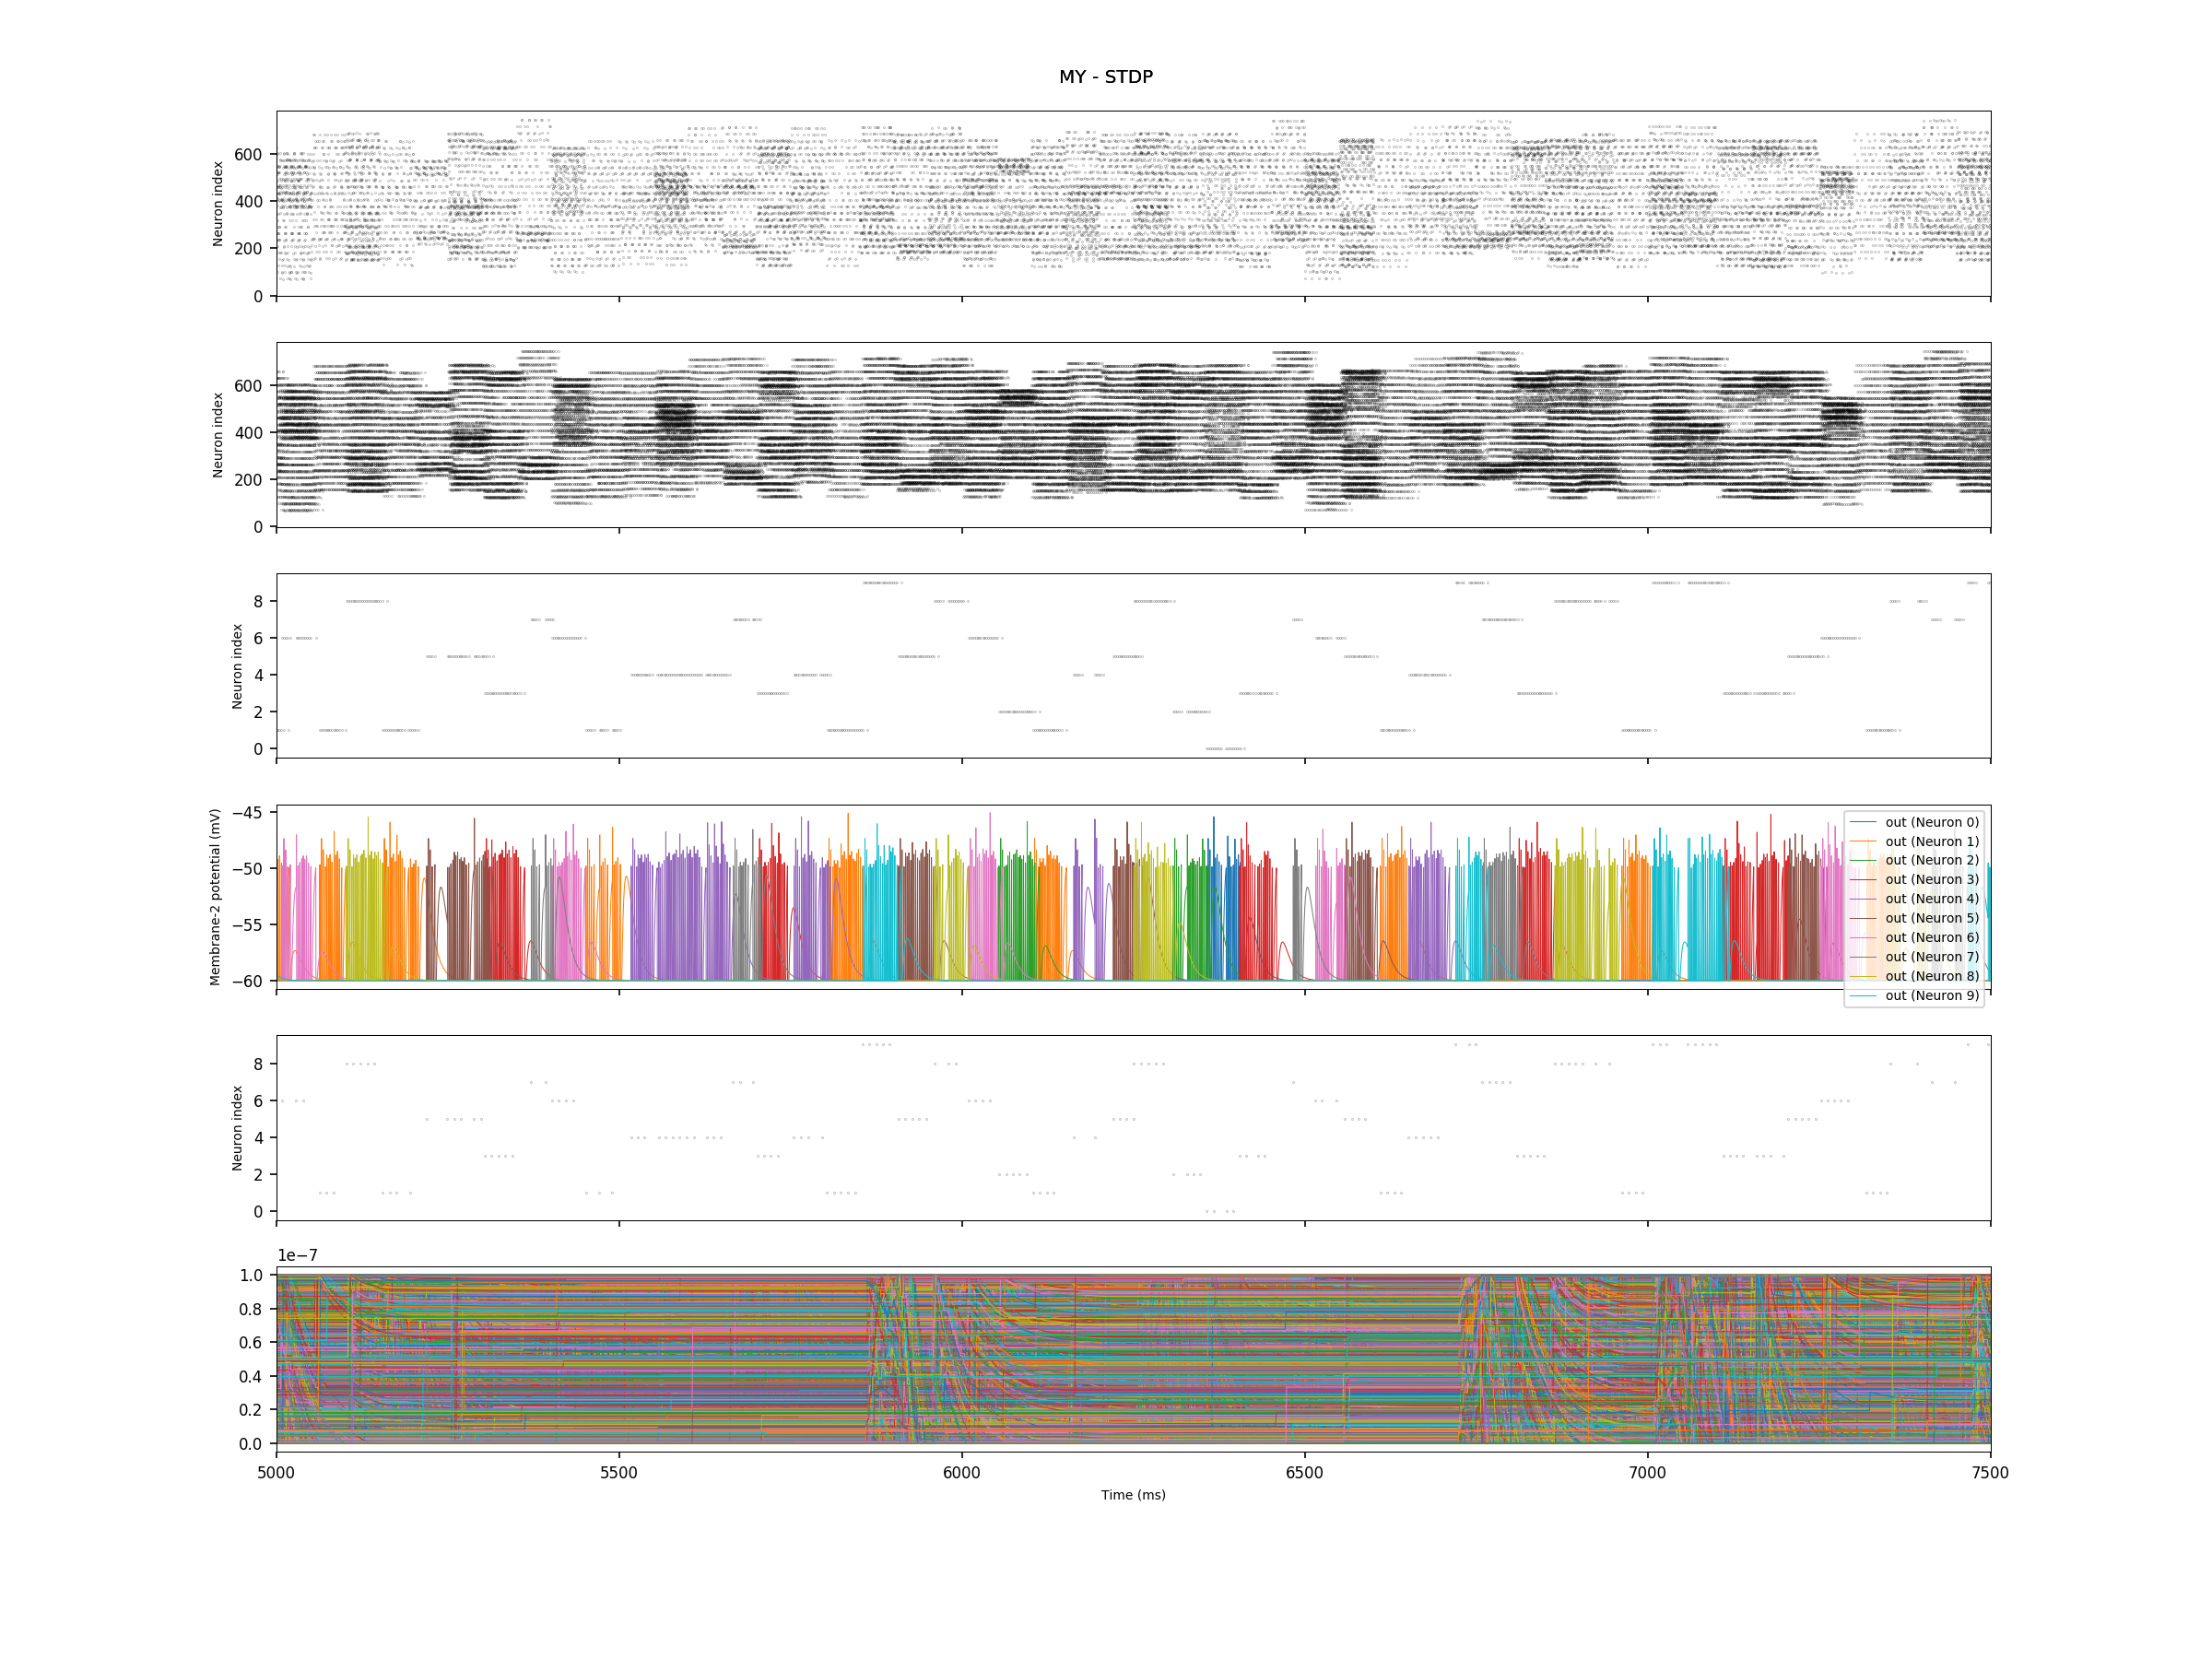 MY - STDP
Neuron index
600
400
200
0
Neuron index
600
400
200
0
Neuron index
8
6
4
2
0
Membrane-2 potential (mV)
−45
−50
−55
−60
out (Neuron 0)
out (Neuron 1)
out (Neuron 2)
out (Neuron 3)
out (Neuron 4)
out (Neuron 5)
out (Neuron 6)
out (Neuron 7)
out (Neuron 8)
out (Neuron 9)
Neuron index
8
6
4
2
0
1e−7
1.0
0.8
0.6
0.4
0.2
0.0
5000 5500 6000 6500 7000 7500
Time (ms)